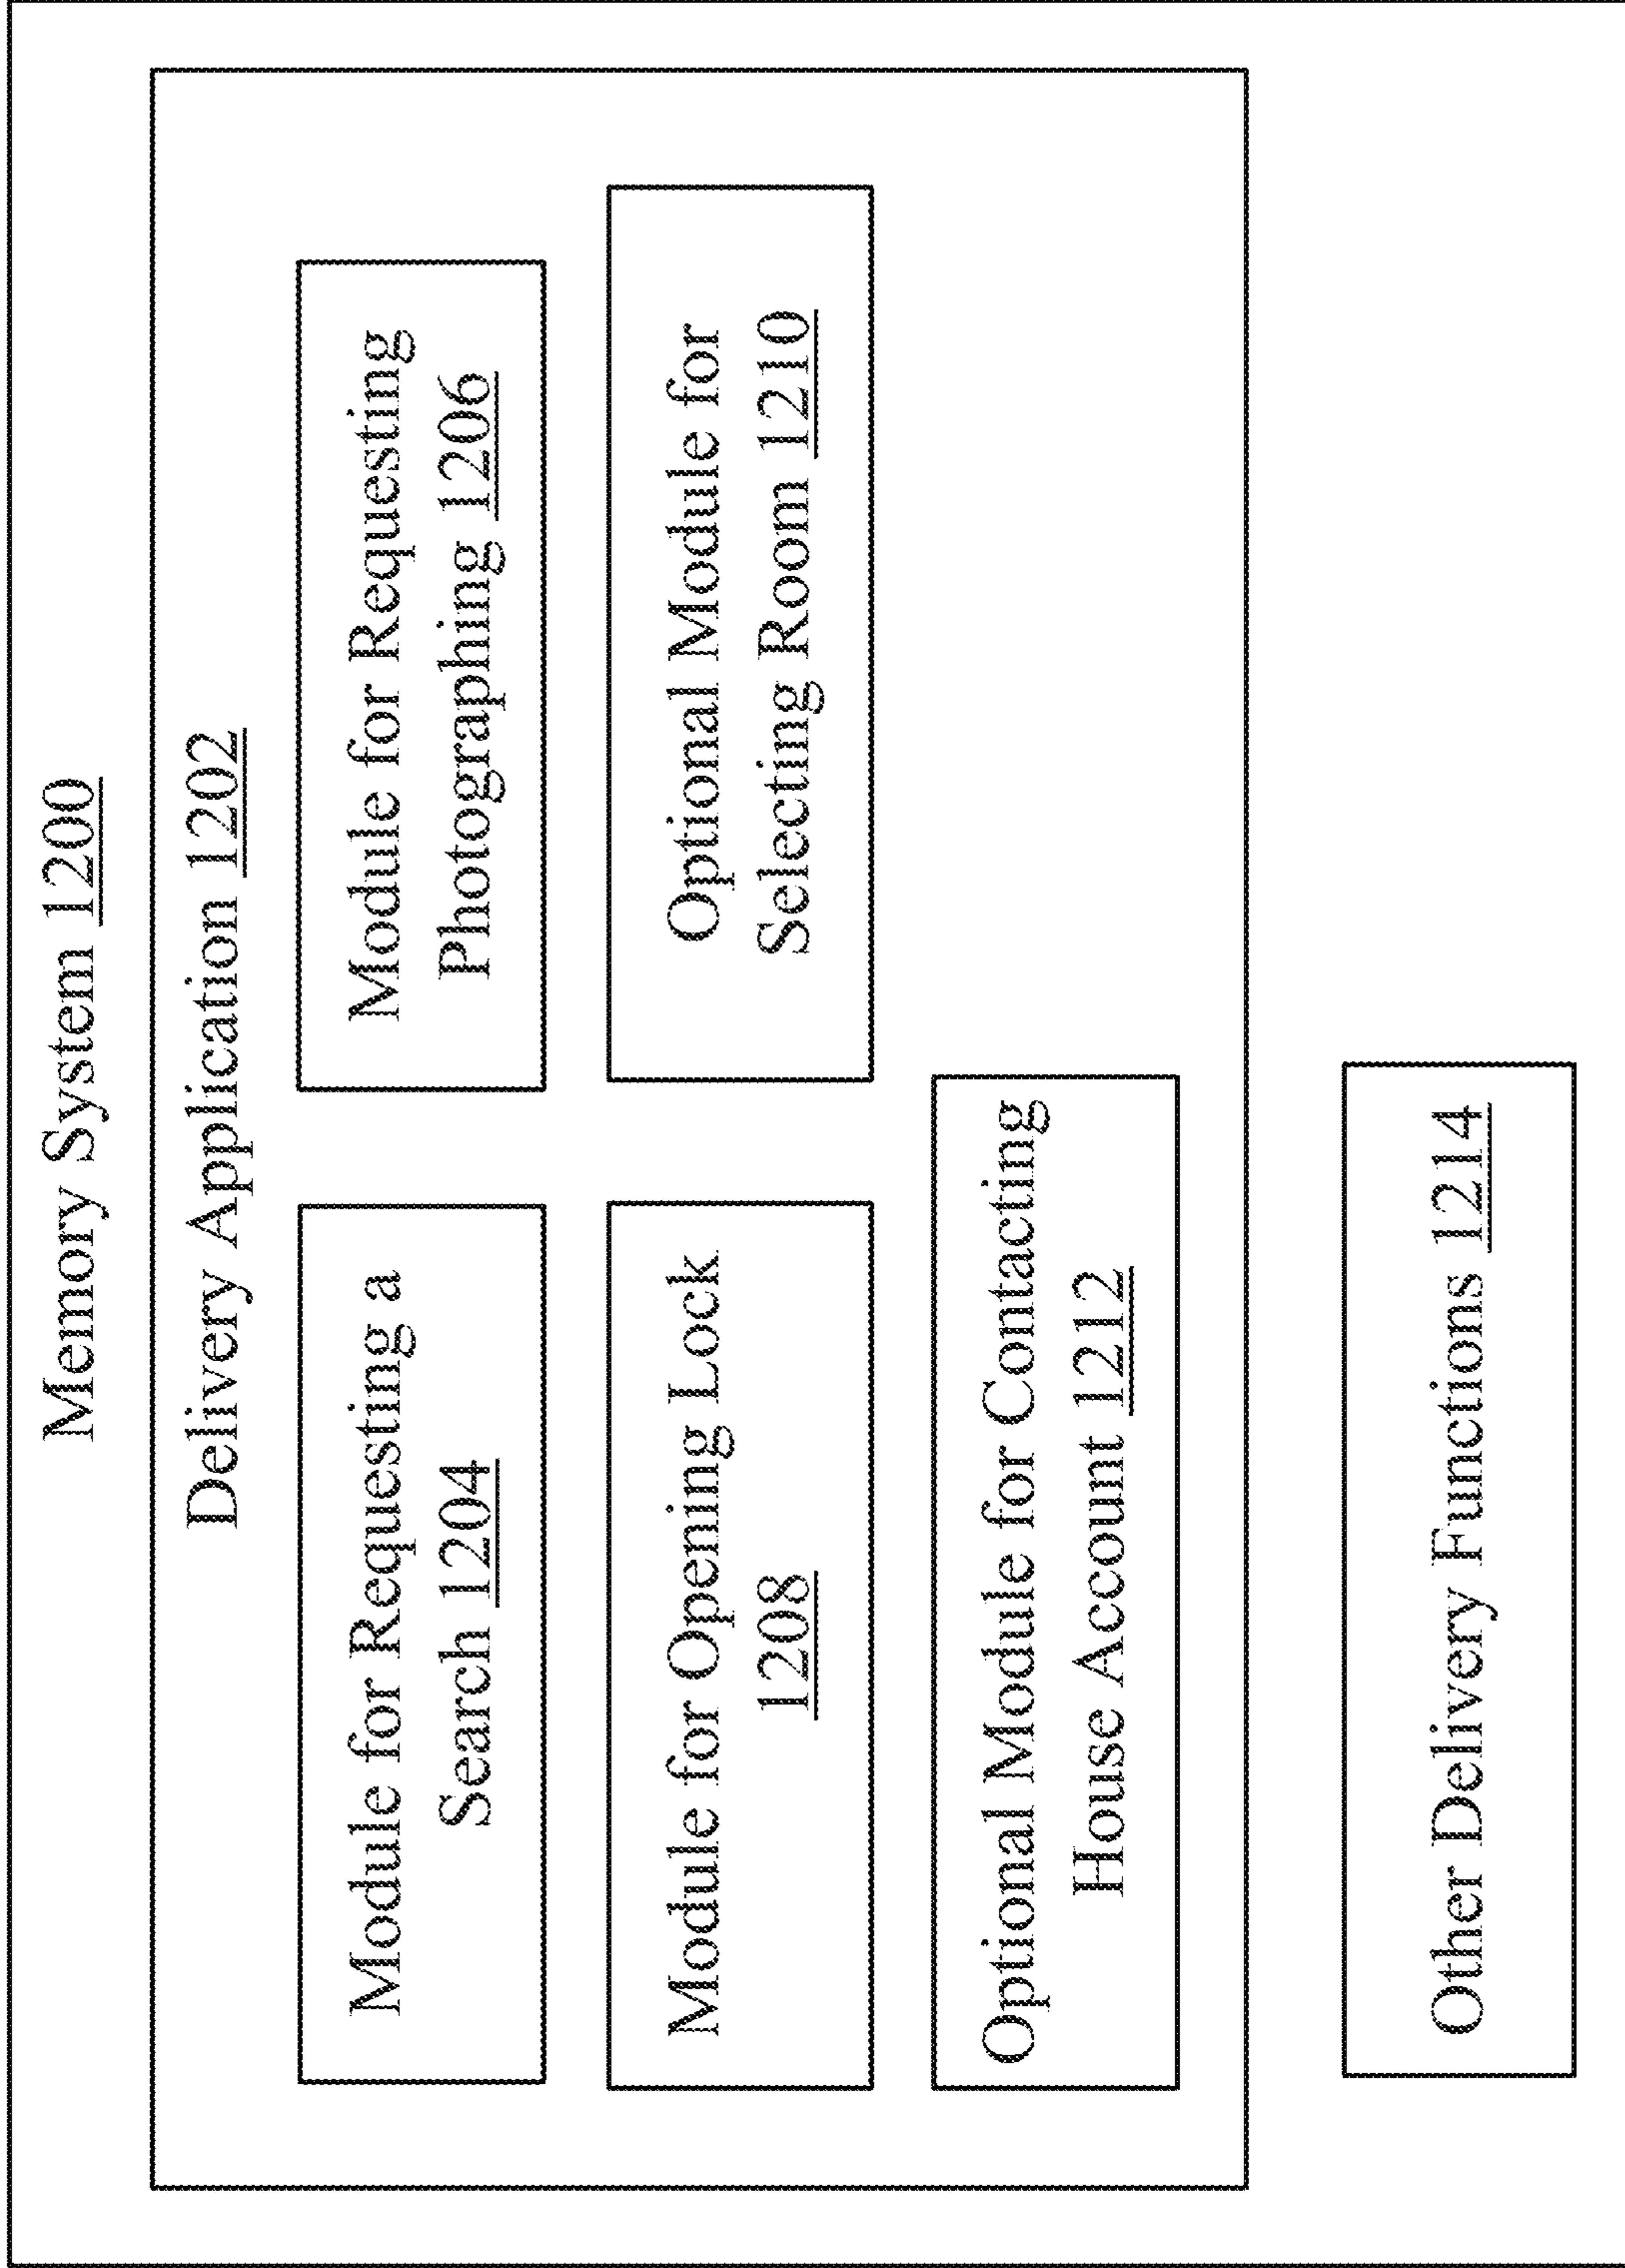 Memory System 1200
Delivery Application 1202
Module for Requesting a
Search 1204
Module for Requesting
Photographing 1206
Module for Opening Lock
1208
Optional Module for
Selecting Room 1210
Optional Module for Contacting
House Account 1212
Other Delivery Functions 1214